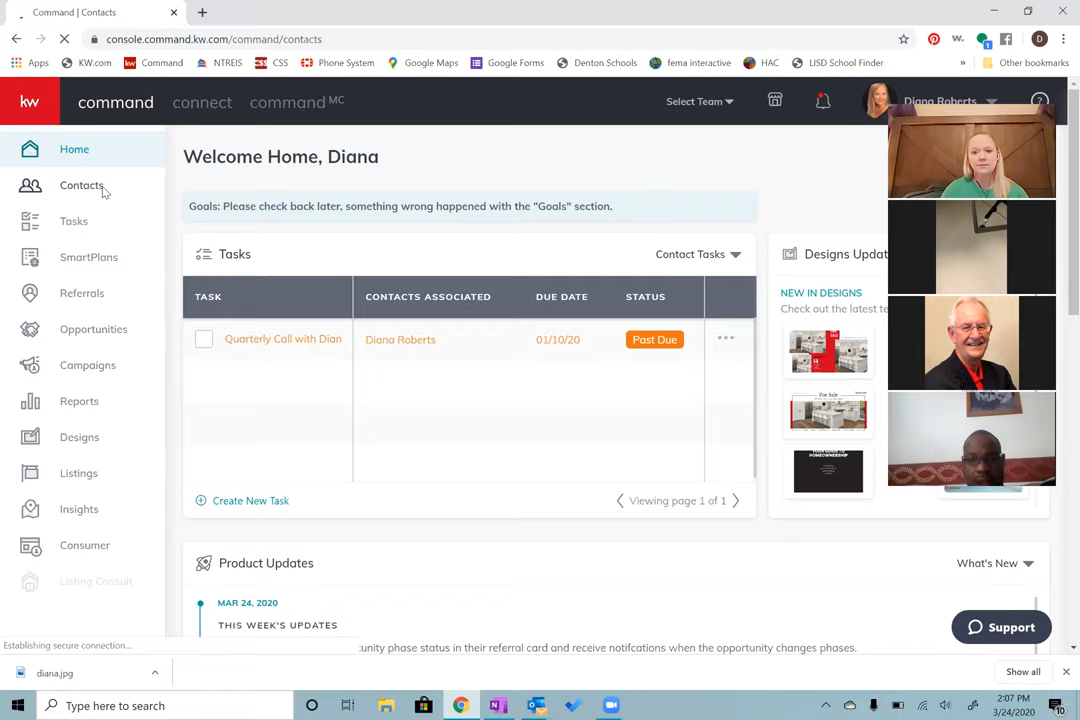 Command | Contacts
console.command.kw.com/command/contacts
Apps KW.com Command NTREIS CSS Phone System Google Maps Google Forms Denton Schools fema interactive HAC LISD School Finder » Other bookmarks
kw command connect command MC Select Team Diana Roberts
Home
Contacts
Tasks
SmartPlans
Referrals
Opportunities
Campaigns
Reports
Designs
Listings
Insights
Consumer
Listing Consult
Welcome Home, Diana
Goals: Please check back later, something wrong happened with the "Goals" section.
Tasks Contact Tasks
TASK CONTACTS ASSOCIATED DUE DATE STATUS
Quarterly Call with Dian Diana Roberts 01/10/20 Past Due
Create New Task Viewing page 1 of 1
NEW IN DESIGNS
Check out the latest
For Sale
Product Updates What's New
MAR 24, 2020
THIS WEEK'S UPDATES
phase status in their referral card and receive notifcations when the opportunity changes phases.
Support
Establishing secure connection...
diana.jpg Show all
Type here to search
2:07 PM
3/24/2020
10